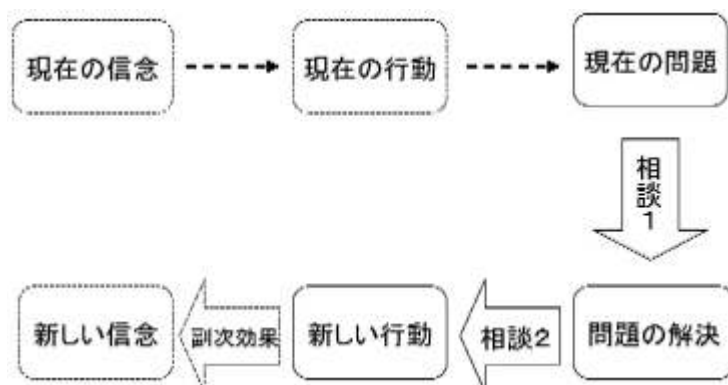 現在の信念
現在の行動
現在の問題
相談1
新しい信念
副次効果
新しい行動
相談2
問題の解決